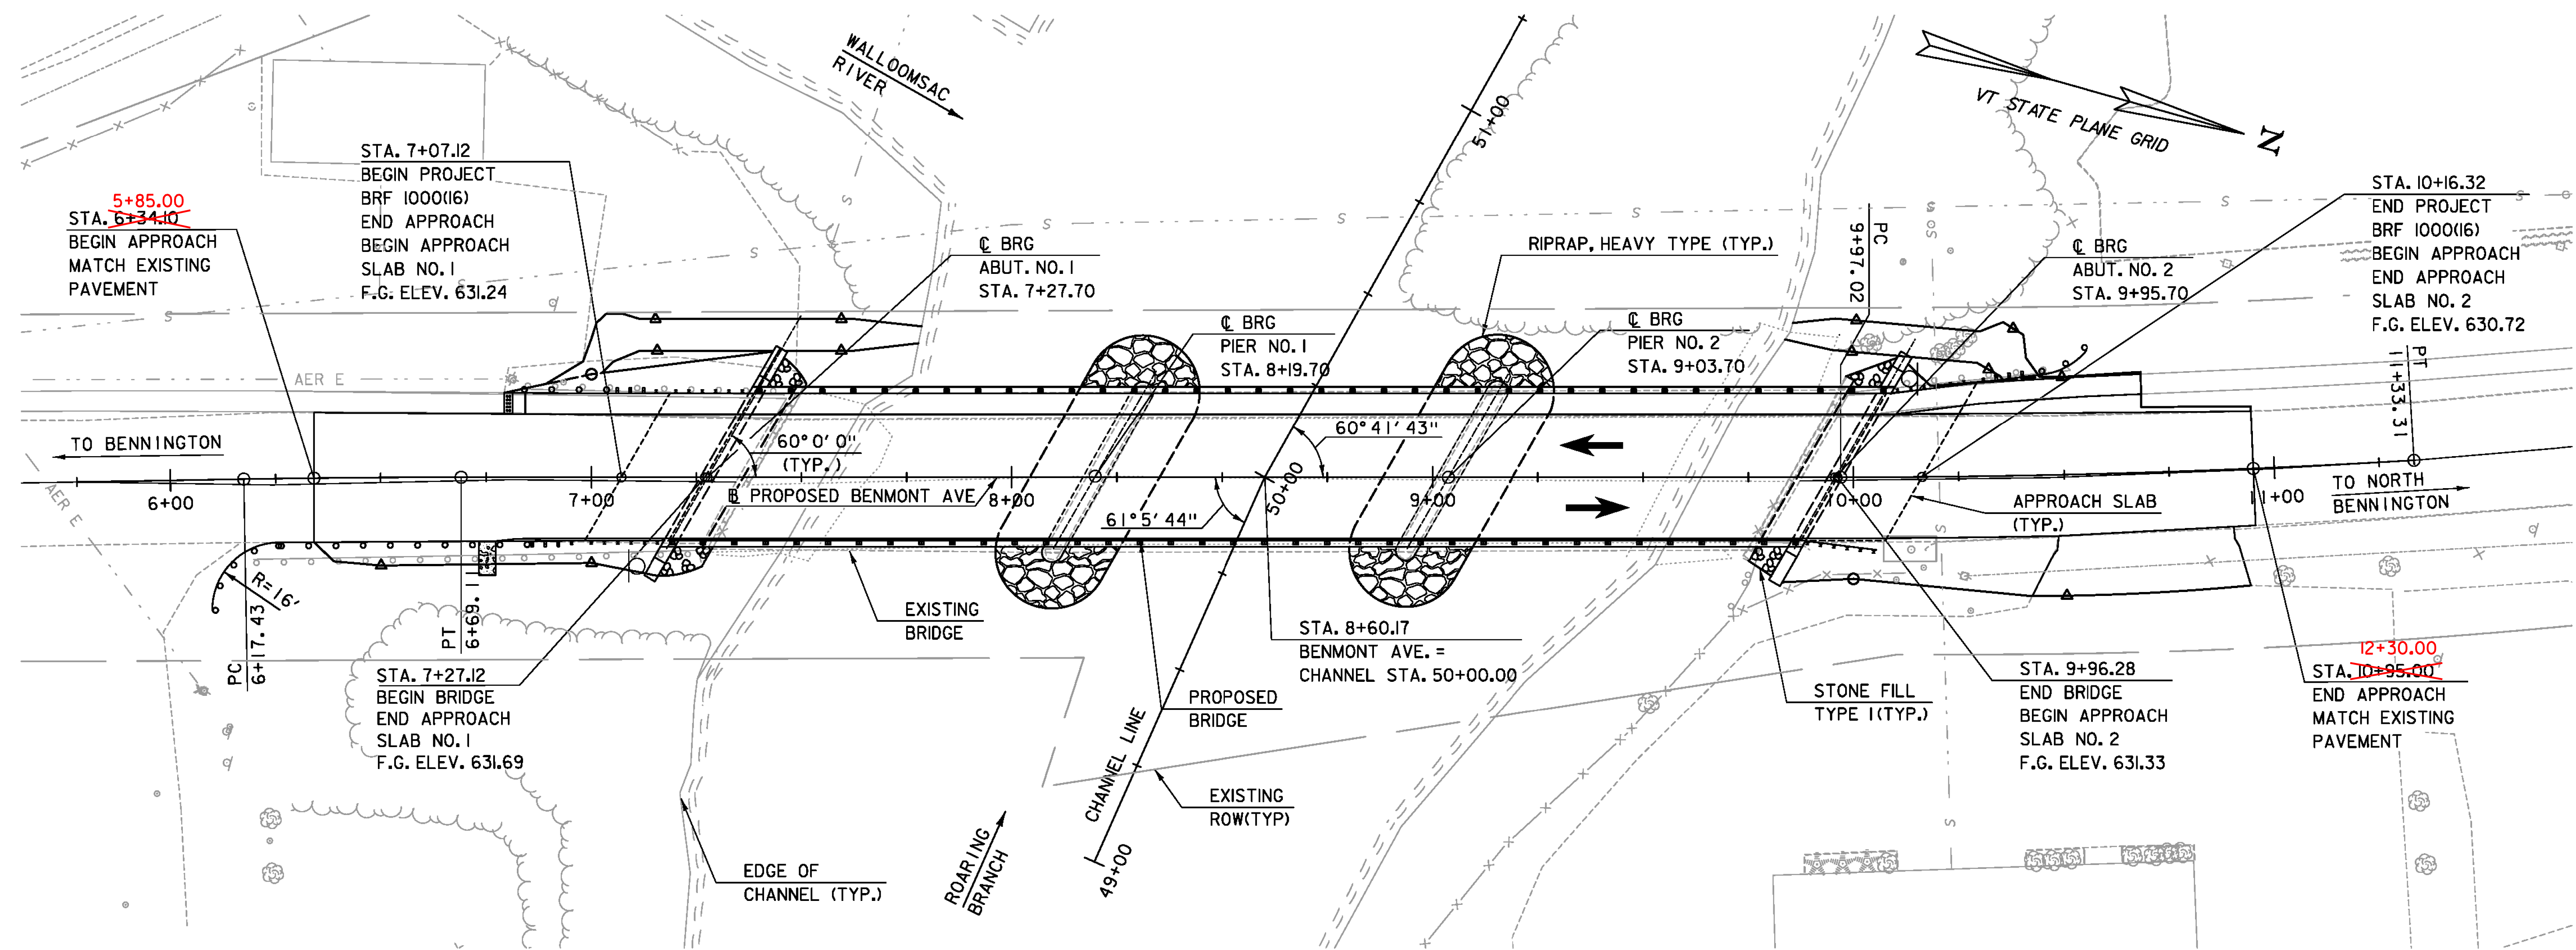 WALLOOMSAC
RIVER
51+00
VT STATE PLANE GRID
N
STA. 7+07.12
BEGIN PROJECT
BRF 1000(16)
END APPROACH
BEGIN APPROACH
SLAB NO. 1
F.G. ELEV. 631.24
5+85.00
STA. 6+34.10
BEGIN APPROACH
MATCH EXISTING
PAVEMENT
℄ BRG
ABUT. NO. 1
STA. 7+27.70
℄ BRG
PIER NO. 1
STA. 8+19.70
RIPRAP, HEAVY TYPE (TYP.)
℄ BRG
PIER NO. 2
STA. 9+03.70
PC
9+97.02
℄ BRG
ABUT. NO. 2
STA. 9+95.70
STA. 10+16.32
END PROJECT
BRF 1000(16)
BEGIN APPROACH
END APPROACH
SLAB NO. 2
F.G. ELEV. 630.72
PT
11+33.31
S
S
S
S
S
S
S
S
S
S
SOS
AER E
AER E
TO BENNINGTON
60° 0' 0"
(TYP.)
60° 41' 43"
6+00
7+00
8+00
9+00
10+00
11+00
50+00
℄ PROPOSED BENMONT AVE
61° 5' 44"
APPROACH SLAB
(TYP.)
TO NORTH
BENNINGTON
R=16'
PC
6+17.43
PT
6+69.11
EXISTING
BRIDGE
STA. 7+27.12
BEGIN BRIDGE
END APPROACH
SLAB NO. 1
F.G. ELEV. 631.69
STA. 8+60.17
BENMONT AVE. =
CHANNEL STA. 50+00.00
PROPOSED
BRIDGE
STONE FILL
TYPE I (TYP.)
STA. 9+96.28
END BRIDGE
BEGIN APPROACH
SLAB NO. 2
F.G. ELEV. 631.33
12+30.00
STA. 10+95.00
END APPROACH
MATCH EXISTING
PAVEMENT
CHANNEL LINE
EXISTING
ROW(TYP)
49+00
ROARING
BRANCH
EDGE OF
CHANNEL (TYP.)